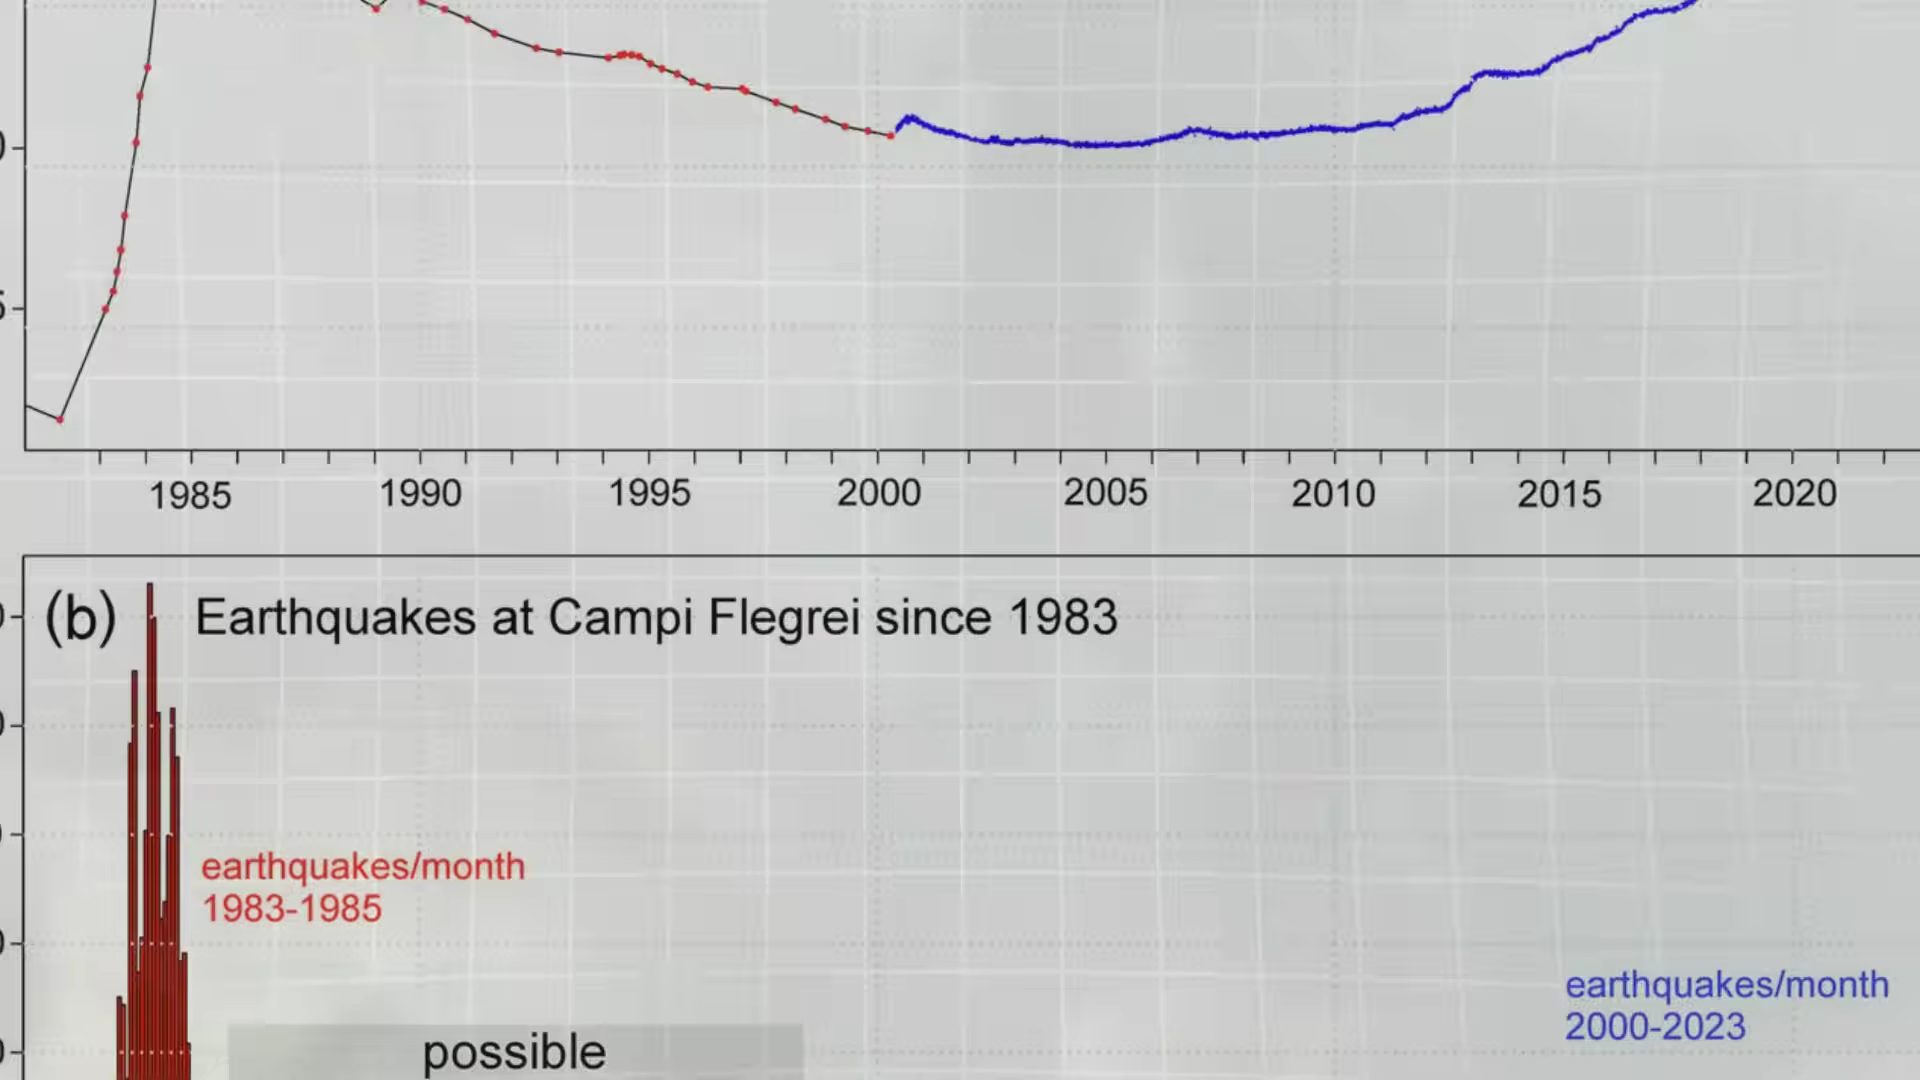 1985 1990 1995 2000 2005 2010 2015 2020
(b) Earthquakes at Campi Flegrei since 1983
earthquakes/month
1983-1985
earthquakes/month
2000-2023
possible